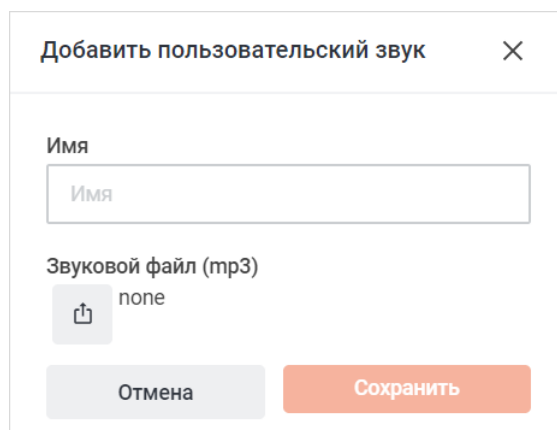 Добавить пользовательский звук
Имя
Имя
Звуковой файл (mp3)
none
Отмена
Сохранить